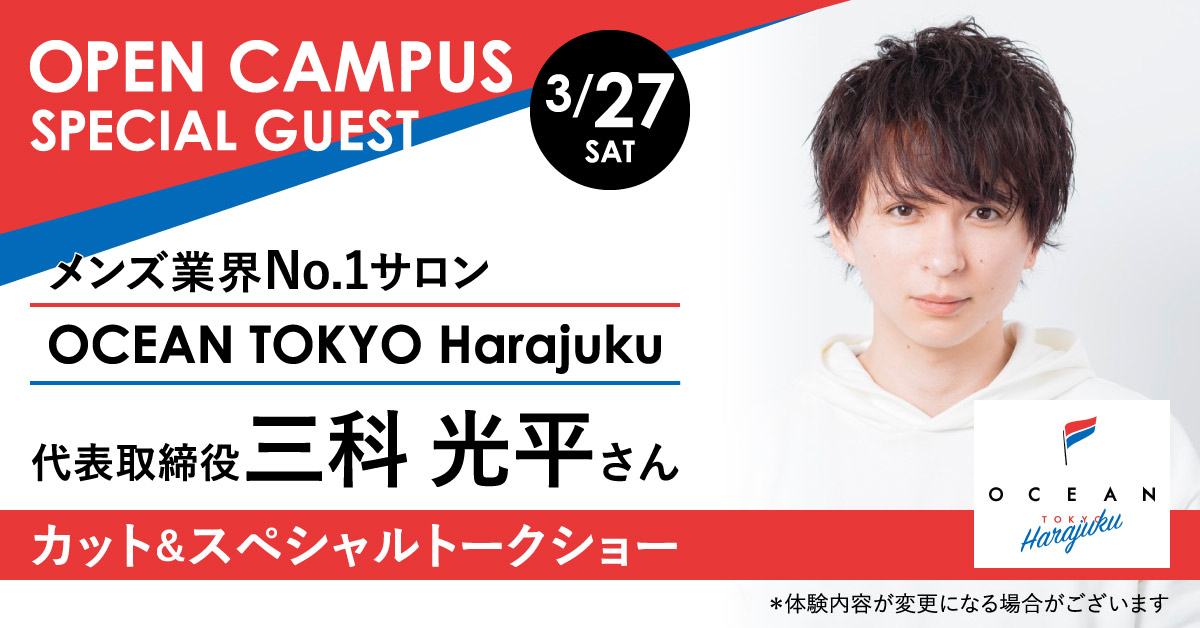 OPEN CAMPUS
SPECIAL GUEST
3/27
SAT
メンズ業界No.1サロン
OCEAN TOKYO Harajuku
代表取締役三科 光平さん
カット&スペシャルトークショー
OCEAN
TOKYO
Harajuku
*体験内容が変更になる場合がございます